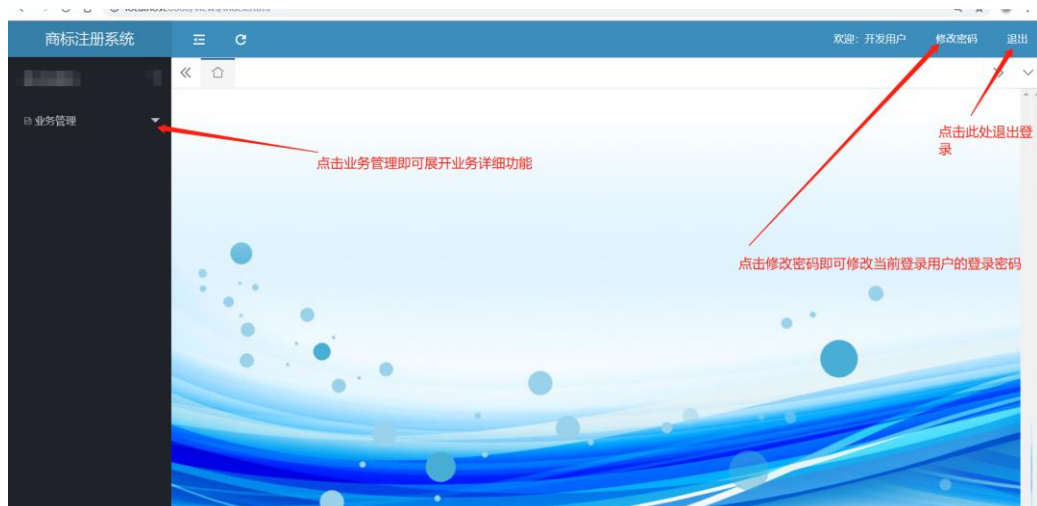 商标注册系统
欢迎：开发用户 修改密码 退出
业务管理
点击此处退出登
录
点击业务管理即可展开业务详细功能
点击修改密码即可修改当前登录用户的登录密码